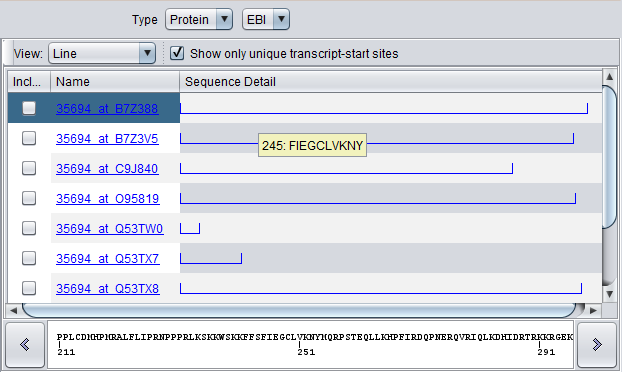 Type Protein EBI
View: Line Show only unique transcript-start sites
Incl... Name Sequence Detail
35694_at_B7Z388
35694_at_B7Z3V5
245: FIEGCLVKNY
35694_at_C9J840
35694_at_O95819
35694_at_Q53TW0
35694_at_Q53TX7
35694_at_Q53TX8
PPLCDMHPMRALFLIPRNPPPRLKSKKWSKKFFSFIEGCLVKNYMQRPSTEQLLKHPFIRDQPNERQVRIQLKDHIDRTRKKRGEK
211 251 291